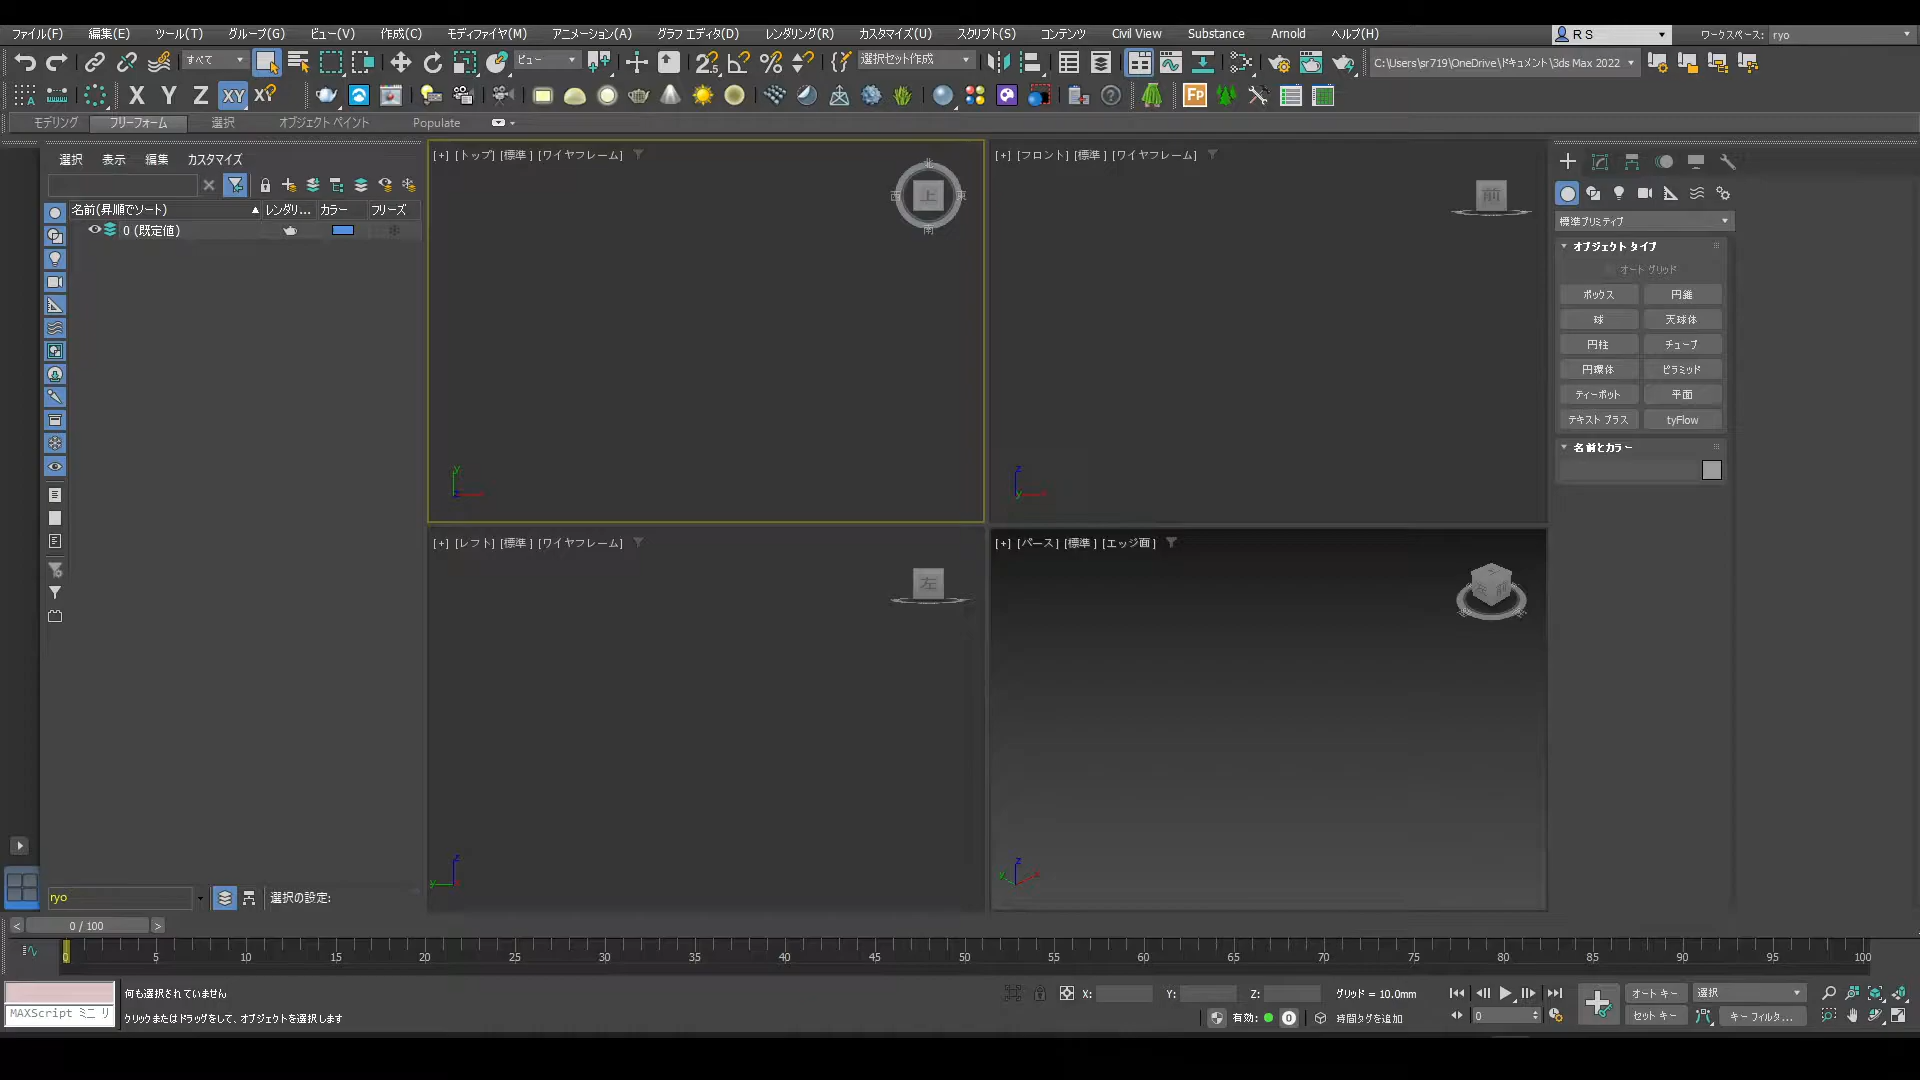 ファイル(F) 編集(E) ツール(T) グループ(G) ビュー(V) 作成(C) モディファイヤ(M) アニメーション(A) グラフ エディタ(D) レンダリング(R) カスタマイズ(U) スクリプト(S) コンテンツ Civil View Substance Arnold ヘルプ(H) R S ワークスペース: ryo
すべて ビュー 選択セット作成 C:\Users\sr719\OneDrive\ドキュメント\3ds Max 2022
X Y Z XY XY
モデリング フリーフォーム 選択 オブジェクト ペイント Populate
選択 表示 編集 カスタマイズ
名前(昇順でソート) レンダリ... カラー フリーズ
0 (既定値)
[+] [トップ] [標準] [ワイヤフレーム]
北
西 上 東
南
y
[+] [フロント] [標準] [ワイヤフレーム]
前
z
y
[+] [レフト] [標準] [ワイヤフレーム]
左
z
y
[+] [パース] [標準] [エッジ面]
z
y x
標準プリミティブ
オブジェクト タイプ
オート グリッド
ボックス 円錐
球 天球体
円柱 チューブ
円環体 ピラミッド
ティーポット 平面
テキスト プラス tyFlow
名前とカラー
ryo 選択の設定:
< 0 / 100 >
0 5 10 15 20 25 30 35 40 45 50 55 60 65 70 75 80 85 90 95 100
何も選択されていません X: Y: Z: グリッド = 10.0mm オート キー 選択
MAXScript ミニ リ クリックまたはドラッグをして、オブジェクトを選択します 有効: 0 時間タグを追加 0 セット キー キー フィルタ...